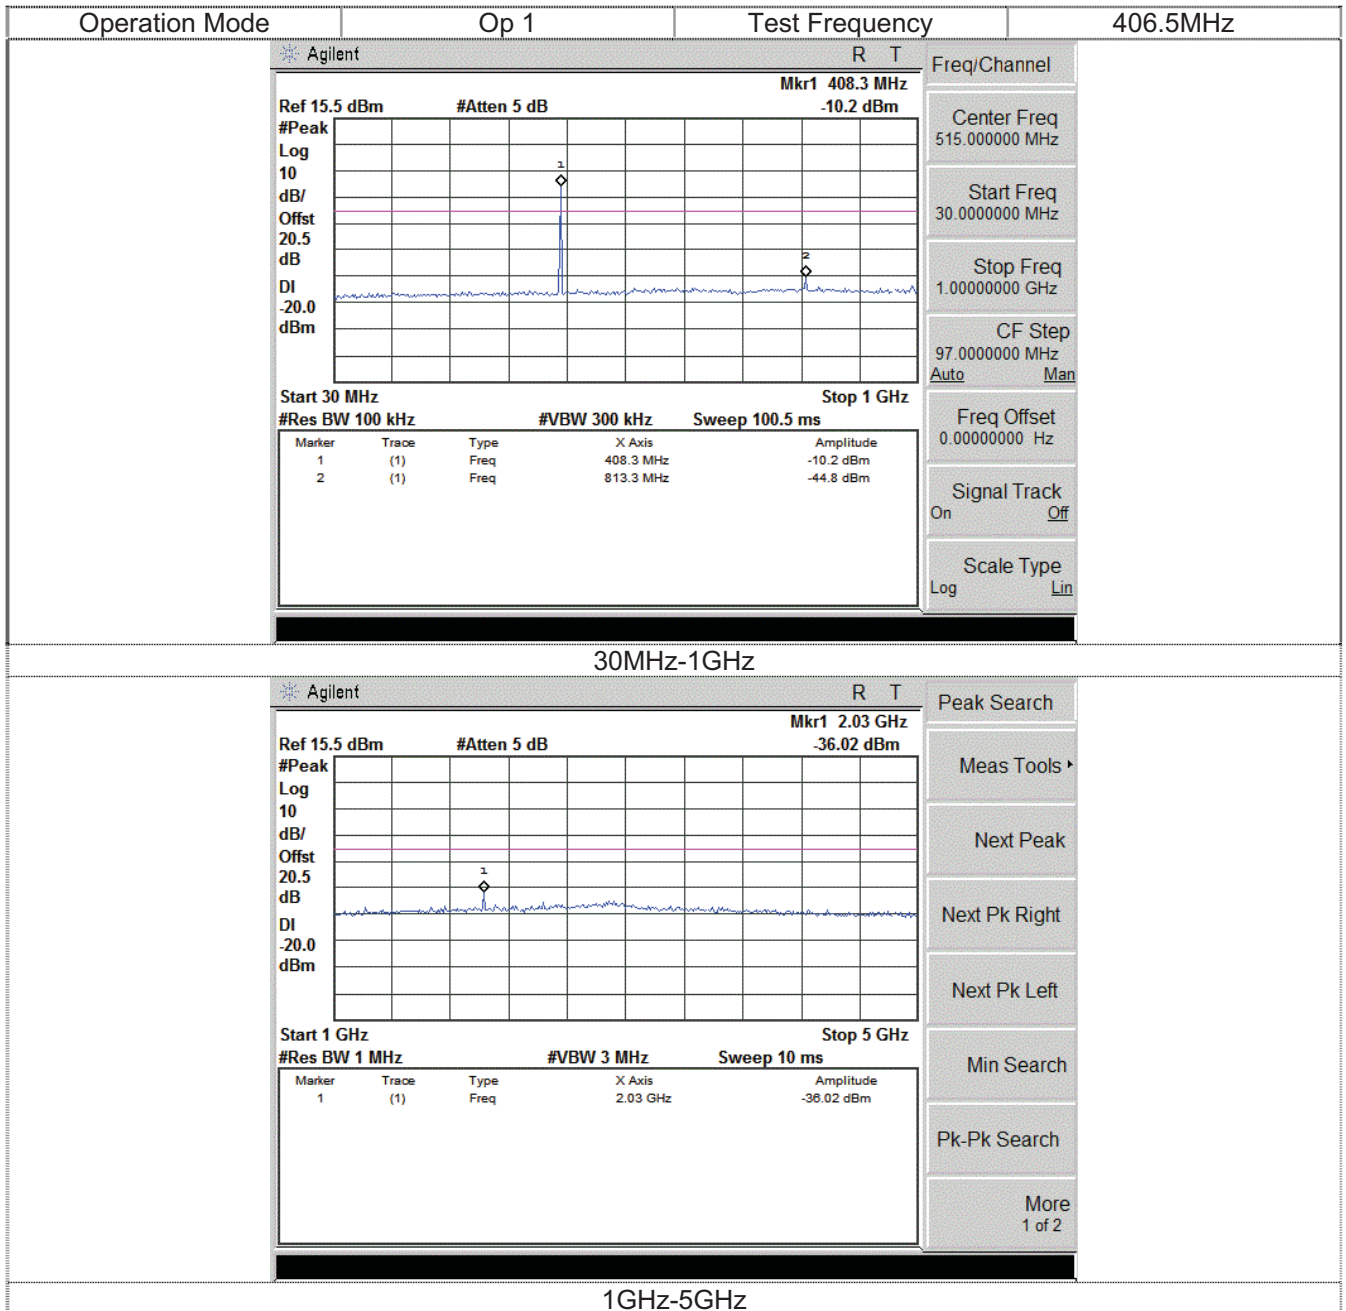 Operation Mode Op 1 Test Frequency 406.5MHz
Agilent R T
Mkr1 408.3 MHz
Ref 15.5 dBm #Atten 5 dB -10.2 dBm
#Peak
Log
10
dB/
Offst
20.5
dB
DI
-20.0
dBm
1
2
Start 30 MHz Stop 1 GHz
#Res BW 100 kHz #VBW 300 kHz Sweep 100.5 ms
Marker Trace Type X Axis Amplitude
1 (1) Freq 408.3 MHz -10.2 dBm
2 (1) Freq 813.3 MHz -44.8 dBm
Freq/Channel
Center Freq
515.000000 MHz
Start Freq
30.0000000 MHz
Stop Freq
1.00000000 GHz
CF Step
97.0000000 MHz
Auto Man
Freq Offset
0.00000000 Hz
Signal Track
On Off
Scale Type
Log Lin
30MHz-1GHz
Agilent R T
Mkr1 2.03 GHz
Ref 15.5 dBm #Atten 5 dB -36.02 dBm
#Peak
Log
10
dB/
Offst
20.5
dB
DI
-20.0
dBm
1
Start 1 GHz Stop 5 GHz
#Res BW 1 MHz #VBW 3 MHz Sweep 10 ms
Marker Trace Type X Axis Amplitude
1 (1) Freq 2.03 GHz -36.02 dBm
Peak Search
Meas Tools
Next Peak
Next Pk Right
Next Pk Left
Min Search
Pk-Pk Search
More
1 of 2
1GHz-5GHz